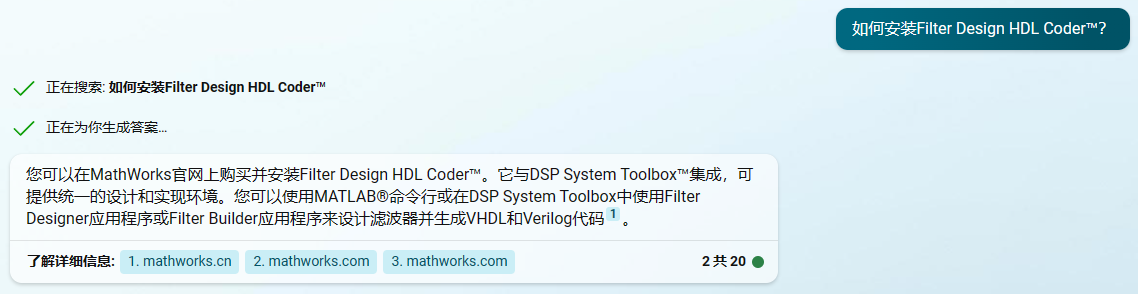 如何安装Filter Design HDL Coder™?
正在搜索: 如何安装Filter Design HDL Coder™
正在为你生成答案...
您可以在MathWorks官网上购买并安装Filter Design HDL Coder™。它与DSP System Toolbox™集成，可
提供统一的设计和实现环境。您可以使用MATLAB®命令行或在DSP System Toolbox中使用Filter
Designer应用程序或Filter Builder应用程序来设计滤波器并生成VHDL和Verilog代码 1 。
了解详细信息: 1. mathworks.cn 2. mathworks.com 3. mathworks.com 2 共 20